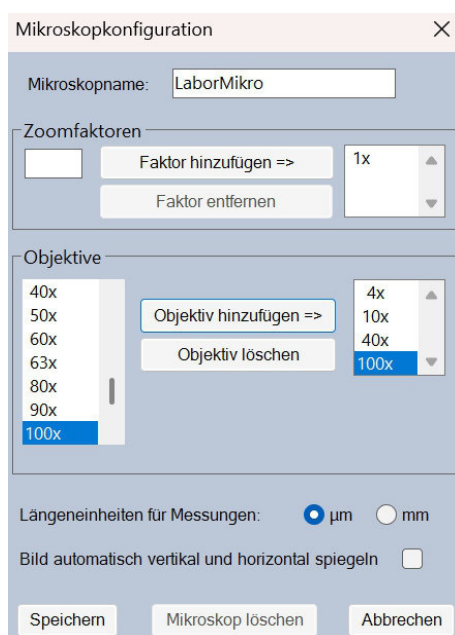 Mikroskopkonfiguration
Mikroskopname: LaborMikro
Zoomfaktoren
Faktor hinzufügen => 1x
Faktor entfernen
Objektive
40x
50x
60x
63x
80x
90x
100x
Objektiv hinzufügen =>
Objektiv löschen
4x
10x
40x
100x
Längeneinheiten für Messungen: µm mm
Bild automatisch vertikal und horizontal spiegeln
Speichern Mikroskop löschen Abbrechen